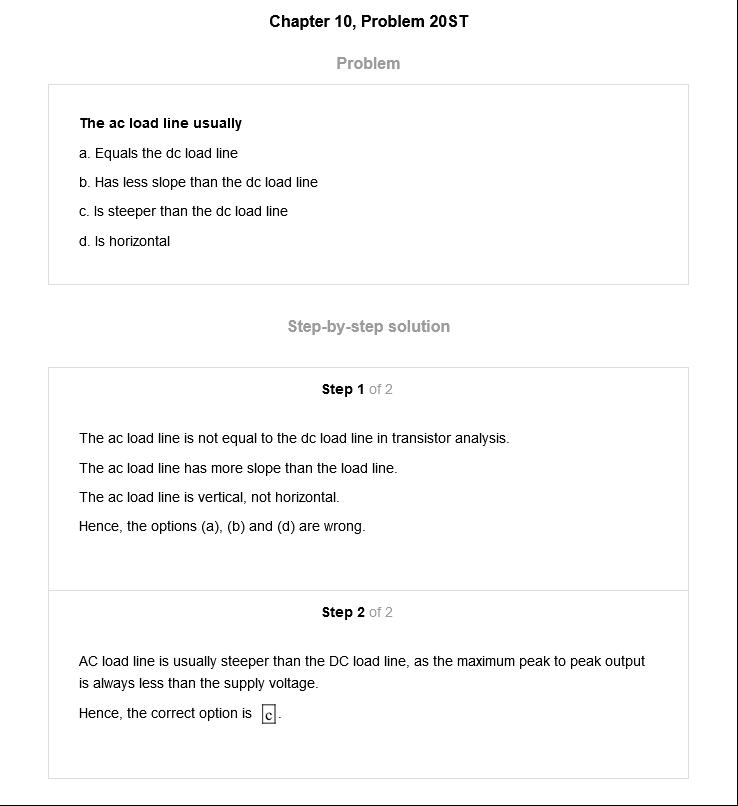 Chapter 10, Problem 20ST
Problem
The ac load line usually
a. Equals the dc load line
b. Has less slope than the dc load line
c. Is steeper than the dc load line
d. Is horizontal
Step-by-step solution
Step 1 of 2
The ac load line is not equal to the dc load line in transistor analysis.
The ac load line has more slope than the load line.
The ac load line is vertical, not horizontal.
Hence, the options (a), (b) and (d) are wrong.
Step 2 of 2
AC load line is usually steeper than the DC load line, as the maximum peak to peak output
is always less than the supply voltage.
Hence, the correct option is c.